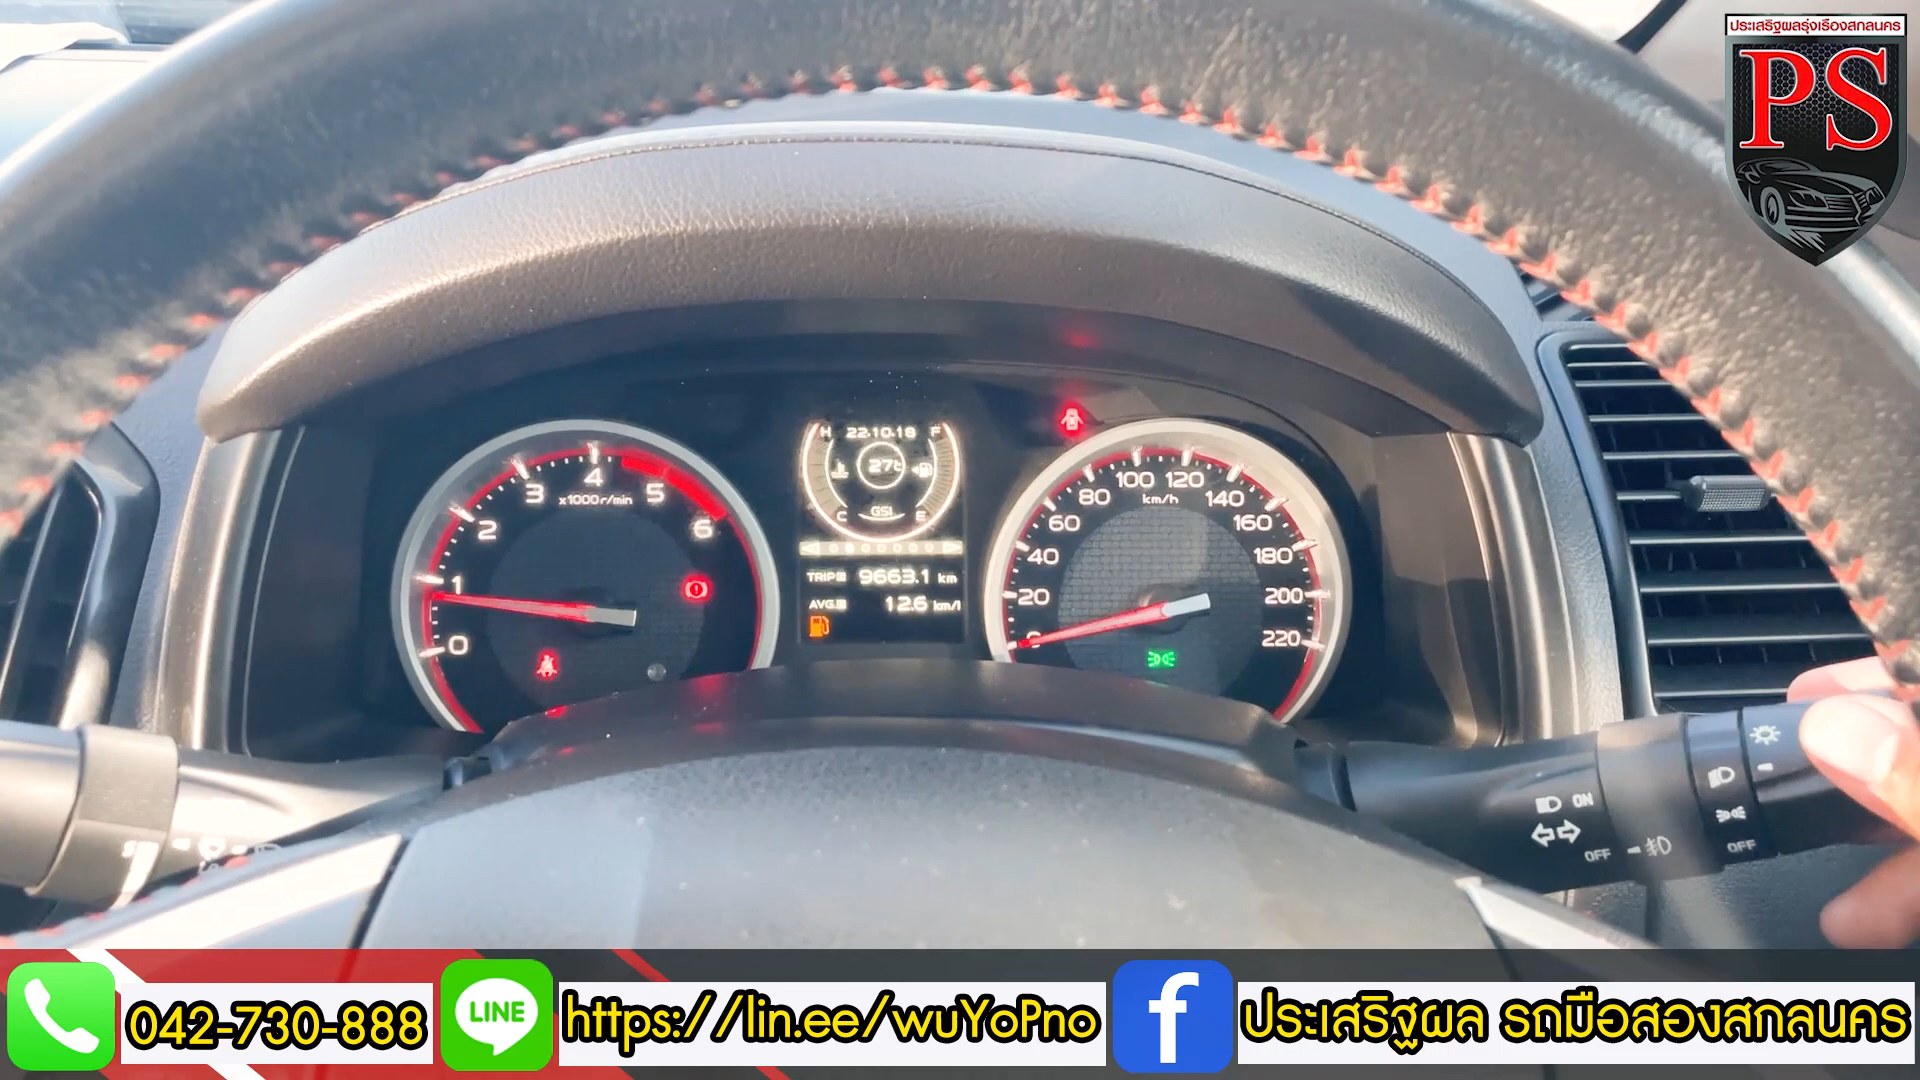 ประเสริฐผลรุ่งเรืองสกลนคร
PS
0
1
2
3
4
5
6
x1000 r/min
H
22.10.18
F
27
C
GSI
E
TRIP
9663.1 km
AVG.
12.6 km/l
0
20
40
60
80
100
120
140
160
180
200
220
km/h
ON
OFF
OFF
042-730-888
LINE
https://lin.ee/wuYoPno
f
ประเสริฐผล รถมือสองสกลนคร